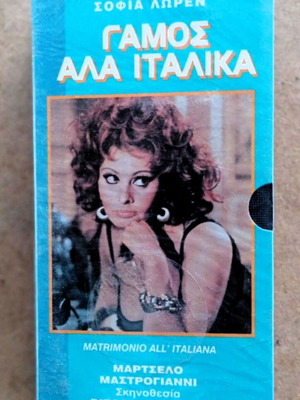 ΣΟΦΙΑ ΛΩΡΕΝ
ΓΑΜΟΣ
ΑΛΑ ΙΤΑΛΙΚΑ
MATRIMONIO ALL' ITALIANA
ΜΑΡΤΣΕΛΟ
ΜΑΣΤΡΟΓΙΑΝΝΙ
Σκηνοθεσία